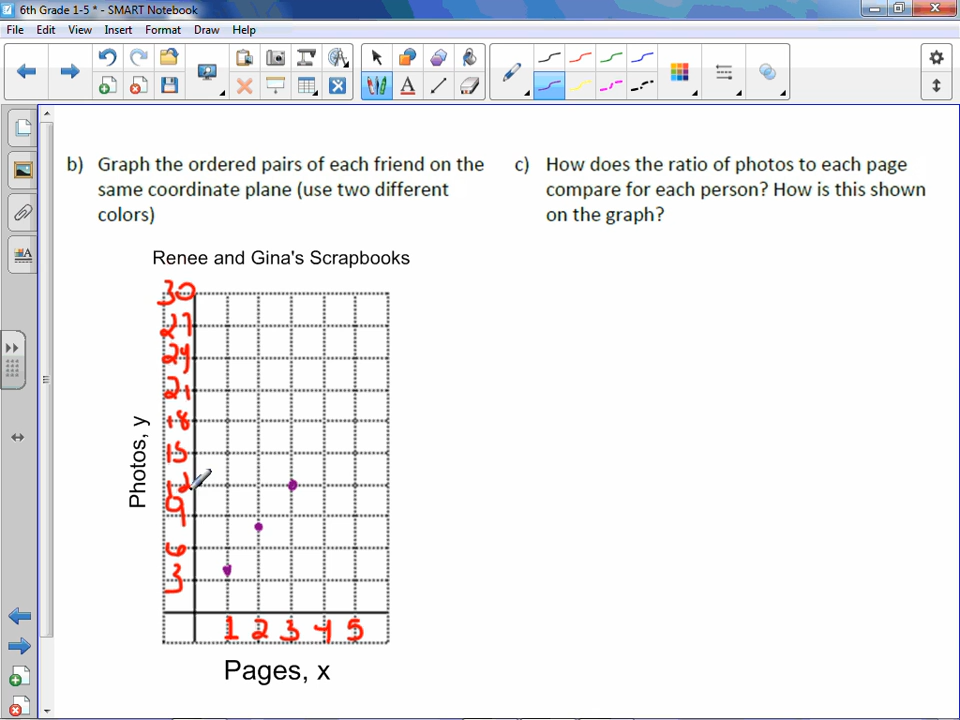 6th Grade 1-5 * - SMART Notebook
File Edit View Insert Format Draw Help
b) Graph the ordered pairs of each friend on the
same coordinate plane (use two different
colors)
c) How does the ratio of photos to each page
compare for each person? How is this shown
on the graph?
Renee and Gina's Scrapbooks
30
27
24
21
18
15
12
9
6
3
Photos, y
1 2 3 4 5
Pages, x